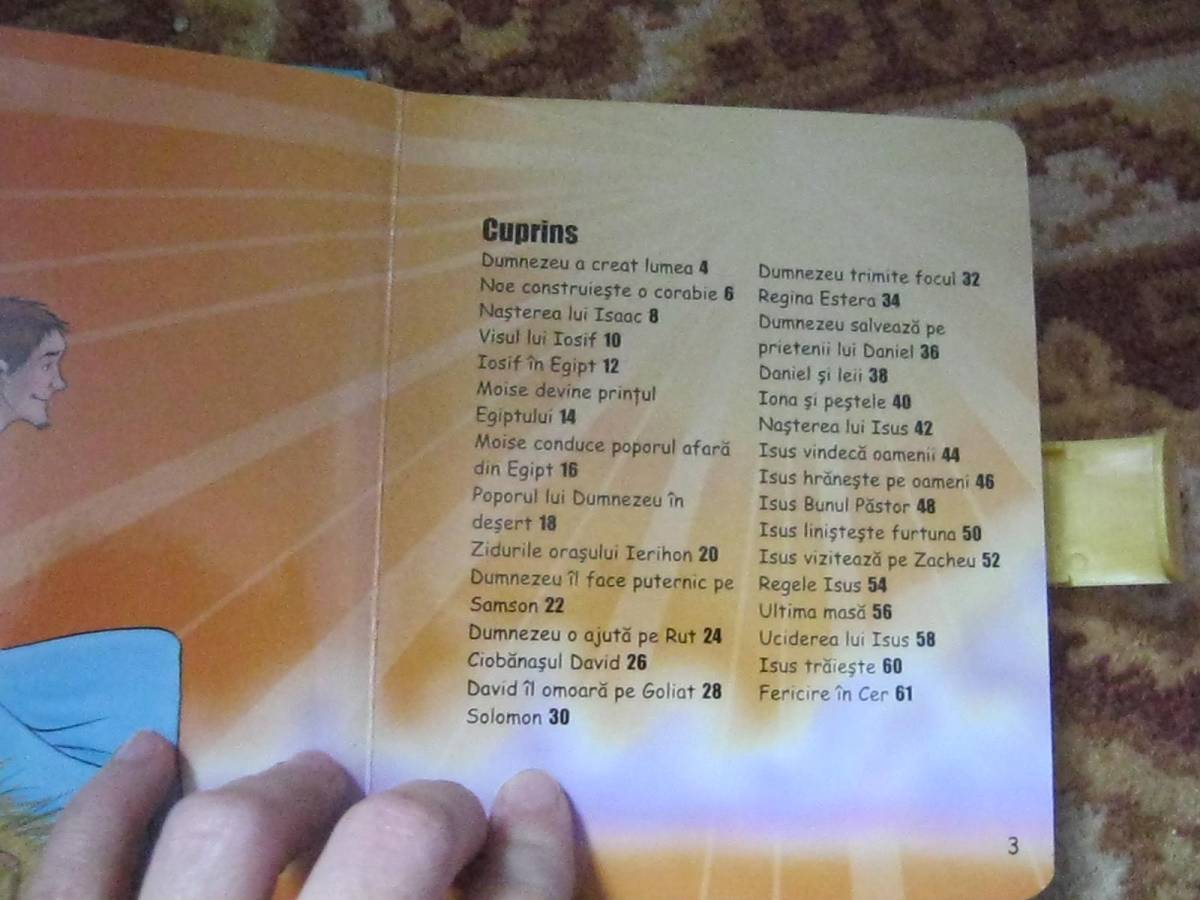 Cuprins
Dumnezeu a creat lumea 4
Noe construiește o corabie 6
Nașterea lui Isaac 8
Visul lui Iosif 10
Iosif în Egipt 12
Moise devine prințul
Egiptului 14
Moise conduce poporul afară
din Egipt 16
Poporul lui Dumnezeu în
deșert 18
Zidurile orașului Ierihon 20
Dumnezeu îl face puternic pe
Samson 22
Dumnezeu o ajută pe Rut 24
Ciobănașul David 26
David îl omoară pe Goliat 28
Solomon 30
Dumnezeu trimite focul 32
Regina Estera 34
Dumnezeu salvează pe
prietenii lui Daniel 36
Daniel și leii 38
Iona și peștele 40
Nașterea lui Isus 42
Isus vindecă oamenii 44
Isus hrănește pe oameni 46
Isus Bunul Păstor 48
Isus liniștește furtuna 50
Isus vizitează pe Zacheu 52
Regele Isus 54
Ultima masă 56
Uciderea lui Isus 58
Isus trăiește 60
Fericire în Cer 61
3